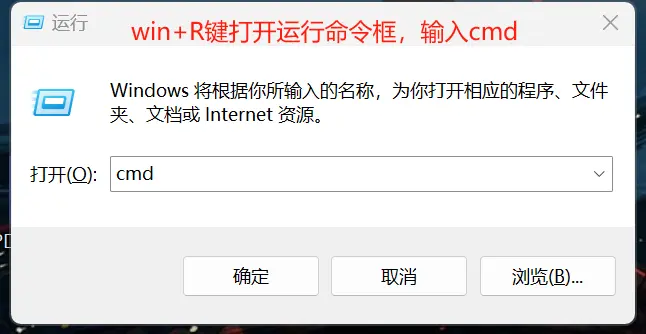 运行
win+R键打开运行命令框，输入cmd
Windows 将根据你所输入的名称，为你打开相应的程序、文件
夹、文档或 Internet 资源。
打开(O):
cmd
确定
取消
浏览(B)...